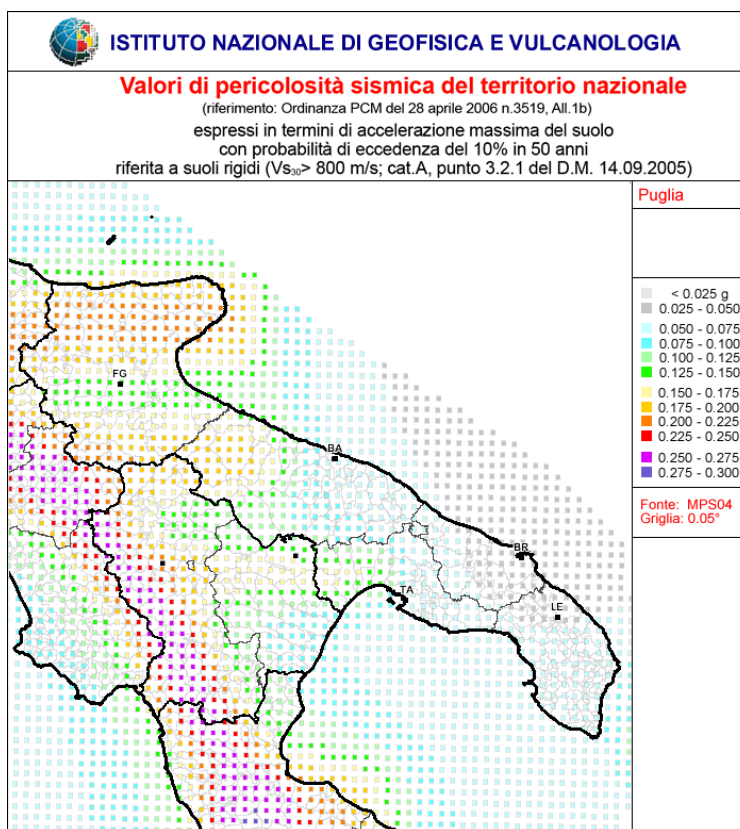 ISTITUTO NAZIONALE DI GEOFISICA E VULCANOLOGIA
Valori di pericolosità sismica del territorio nazionale
(riferimento: Ordinanza PCM del 28 aprile 2006 n.3519, All.1b)
espressi in termini di accelerazione massima del suolo
con probabilità di eccedenza del 10% in 50 anni
riferita a suoli rigidi (Vs₃₀> 800 m/s; cat.A, punto 3.2.1 del D.M. 14.09.2005)
Puglia
< 0.025 g
0.025 - 0.050
0.050 - 0.075
0.075 - 0.100
0.100 - 0.125
0.125 - 0.150
0.150 - 0.175
0.175 - 0.200
0.200 - 0.225
0.225 - 0.250
0.250 - 0.275
0.275 - 0.300
Fonte: MPS04
Griglia: 0.05°
FG
BA
BR
TA
LE